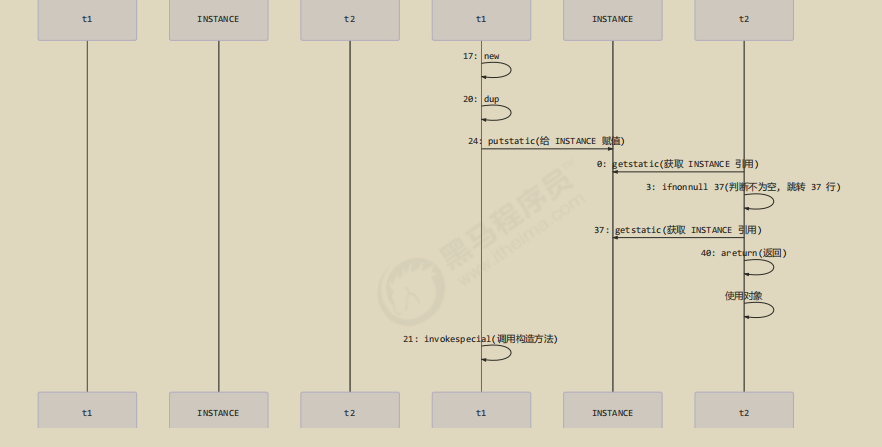 t1 INSTANCE t2 t1 INSTANCE t2
17: new
20: dup
24: putstatic(给 INSTANCE 赋值)
0: getstatic(获取 INSTANCE 引用)
3: ifnonnull 37(判断不为空, 跳转 37 行)
37: getstatic(获取 INSTANCE 引用)
40: areturn(返回)
使用对象
21: invokespecial(调用构造方法)
t1 INSTANCE t2 t1 INSTANCE t2
黑马程序员
www.itheima.com